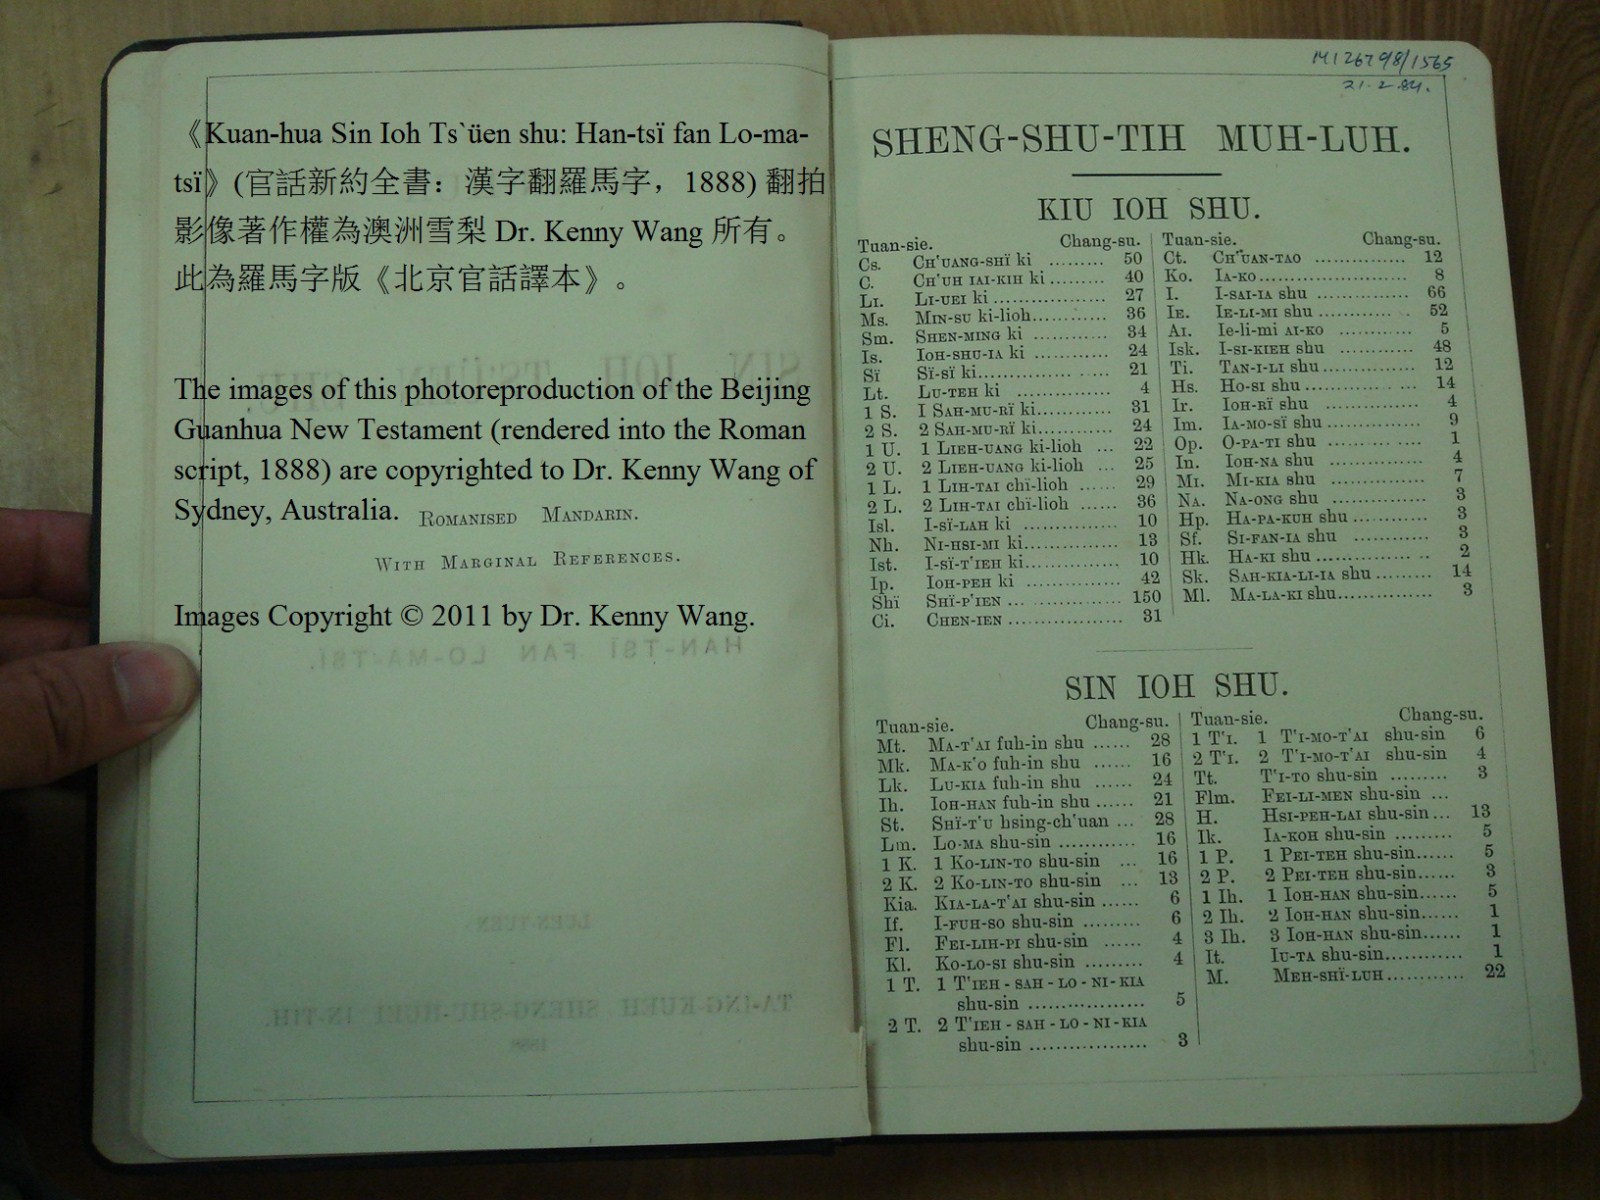 《Kuan-hua Sin Ioh Ts`üen shu: Han-tsï fan Lo-ma-
tsï》(官話新約全書：漢字翻羅馬字，1888) 翻拍
影像著作權為澳洲雪梨 Dr. Kenny Wang 所有。
此為羅馬字版《北京官話譯本》。
The images of this photoreproduction of the Beijing
Guanhua New Testament (rendered into the Roman
script, 1888) are copyrighted to Dr. Kenny Wang of
Sydney, Australia.
ROMANISED MANDARIN.
WITH MARGINAL REFERENCES.
Images Copyright © 2011 by Dr. Kenny Wang.
HAN-TSÏ FAN LO-MA-TSÏ.
M126798/1565
21.2.84.
SHENG-SHU-TIH MUH-LUH.
KIU IOH SHU.
Tuan-sie. Chang-su.
Cs. CH'UANG-SHÏ ki ......... 50
C. CH'UH IAI-KIH ki ......... 40
LI. LI-UEI ki .................. 27
Ms. MIN-SU ki-lioh............ 36
Sm. SHEN-MING ki ............ 34
Is. IOH-SHU-IA ki ............ 24
Sï SÏ-SÏ ki..................... 21
Lt. LU-TEH ki ............... 4
1 S. 1 SAH-MU-RÏ ki............ 31
2 S. 2 SAH-MU-RÏ ki............ 24
1 U. 1 LIEH-UANG ki-lioh ... 22
2 U. 2 LIEH-UANG ki-lioh ... 25
1 L. 1 LIH-TAI chï-lioh ...... 29
2 L. 2 LIH-TAI chï-lioh ...... 36
Isl. I-SÏ-LAH ki ............... 10
Nh. NI-HSI-MI ki............... 13
Ist. I-SÏ-T'IEH ki............... 10
Ip. IOH-PEH ki ............... 42
Shï SHÏ-P'IEN .................. 150
Ci. CHEN-IEN .................. 31
Tuan-sie. Chang-su.
Ct. CH'UAN-TAO ............... 12
Ko. IA-KO........................ 8
I. I-SAI-IA shu ............... 66
IE. IE-LI-MI shu ............... 52
AI. Ie-li-mi AI-KO ............ 5
Isk. I-SI-KIEH shu ............ 48
Ti. TAN-I-LI shu............... 12
Hs. HO-SI shu .................. 14
Ir. IOH-RÏ shu ............... 4
Im. IA-MO-SÏ shu............... 9
Op. O-PA-TI shu ............... 1
In. IOH-NA shu ............... 4
MI. MI-KIA shu ............... 7
NA. NA-ONG shu ............... 3
Hp. HA-PA-KUH shu ............ 3
Sf. SI-FAN-IA shu ............ 3
Hk. HA-KI shu .................. 2
Sk. SAH-KIA-LI-IA shu ......... 14
Ml. MA-LA-KI shu............... 3
SIN IOH SHU.
Tuan-sie. Chang-su.
Mt. MA-T'AI fuh-in shu ...... 28
Mk. MA-K'O fuh-in shu ...... 16
Lk. LU-KIA fuh-in shu ...... 24
Ih. IOH-HAN fuh-in shu ...... 21
St. SHÏ-T'U hsing-ch'uan ... 28
Lm. LO-MA shu-sin ............ 16
1 K. 1 KO-LIN-TO shu-sin ... 16
2 K. 2 KO-LIN-TO shu-sin ... 13
Kia. KIA-LA-T'AI shu-sin ...... 6
If. I-FUH-SO shu-sin ......... 6
Fl. FEI-LIH-PI shu-sin ...... 4
Kl. KO-LO-SI shu-sin ......... 4
1 T. 1 T'IEH-SAH-LO-NI-KIA
shu-sin .................. 5
2 T. 2 T'IEH-SAH-LO-NI-KIA
shu-sin .................. 3
Tuan-sie. Chang-su.
1 T'I. 1 T'I-MO-T'AI shu-sin 6
2 T'I. 2 T'I-MO-T'AI shu-sin 4
Tt. T'I-TO shu-sin ......... 3
Flm. FEI-LI-MEN shu-sin ...
H. HSI-PEH-LAI shu-sin... 13
Ik. IA-KOH shu-sin ......... 5
1 P. 1 PEI-TEH shu-sin...... 5
2 P. 2 PEI-TEH shu-sin...... 3
1 Ih. 1 IOH-HAN shu-sin...... 5
2 Ih. 2 IOH-HAN shu-sin...... 1
3 Ih. 3 IOH-HAN shu-sin...... 1
It. IU-TA shu-sin............ 1
M. MEH-SHÏ-LUH............ 22